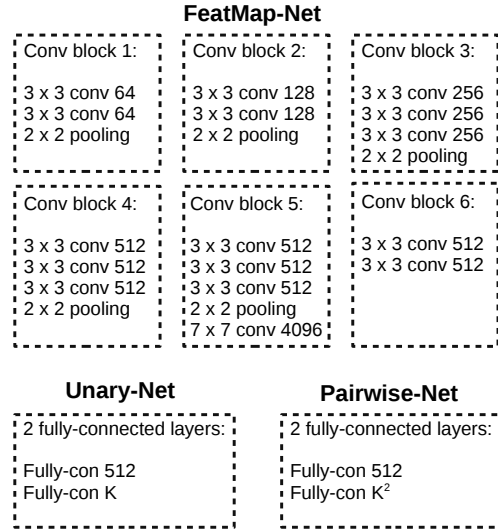 FeatMap-Net
Conv block 1:
3 x 3 conv 64
3 x 3 conv 64
2 x 2 pooling
Conv block 2:
3 x 3 conv 128
3 x 3 conv 128
2 x 2 pooling
Conv block 3:
3 x 3 conv 256
3 x 3 conv 256
3 x 3 conv 256
2 x 2 pooling
Conv block 4:
3 x 3 conv 512
3 x 3 conv 512
3 x 3 conv 512
2 x 2 pooling
Conv block 5:
3 x 3 conv 512
3 x 3 conv 512
3 x 3 conv 512
2 x 2 pooling
7 x 7 conv 4096
Conv block 6:
3 x 3 conv 512
3 x 3 conv 512
Unary-Net
2 fully-connected layers:
Fully-con 512
Fully-con K
Pairwise-Net
2 fully-connected layers:
Fully-con 512
Fully-con K²